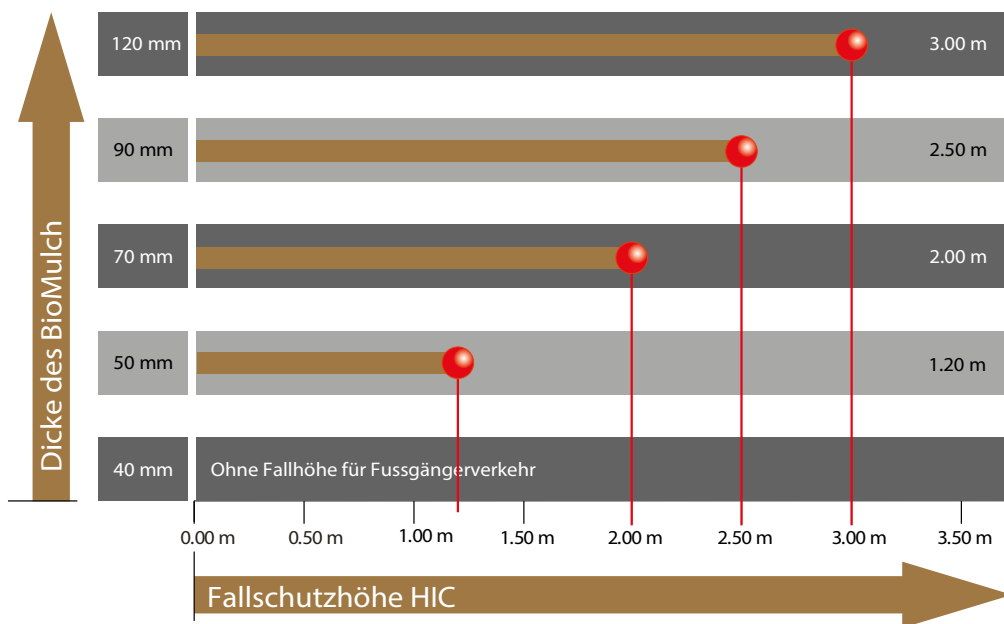 120 mm 3.00 m
90 mm 2.50 m
70 mm 2.00 m
50 mm 1.20 m
40 mm Ohne Fallhöhe für Fussgängerverkehr
Dicke des BioMulch
0.00 m 0.50 m 1.00 m 1.50 m 2.00 m 2.50 m 3.00 m 3.50 m
Fallschutzhöhe HIC